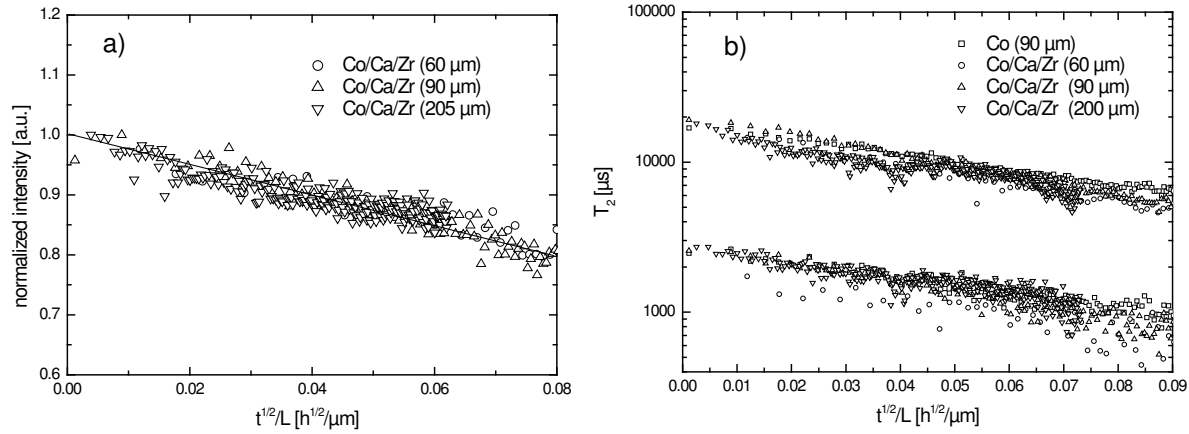 a)
Co/Ca/Zr (60 µm)
Co/Ca/Zr (90 µm)
Co/Ca/Zr (205 µm)
normalized intensity [a.u.]
1.2
1.1
1.0
0.9
0.8
0.7
0.6
0.00 0.02 0.04 0.06 0.08
t^1/2/L [h^1/2/µm]
b)
Co (90 µm)
Co/Ca/Zr (60 µm)
Co/Ca/Zr (90 µm)
Co/Ca/Zr (200 µm)
T₂ [µs]
100000
10000
1000
0.00 0.01 0.02 0.03 0.04 0.05 0.06 0.07 0.08 0.09
t^1/2/L [h^1/2/µm]